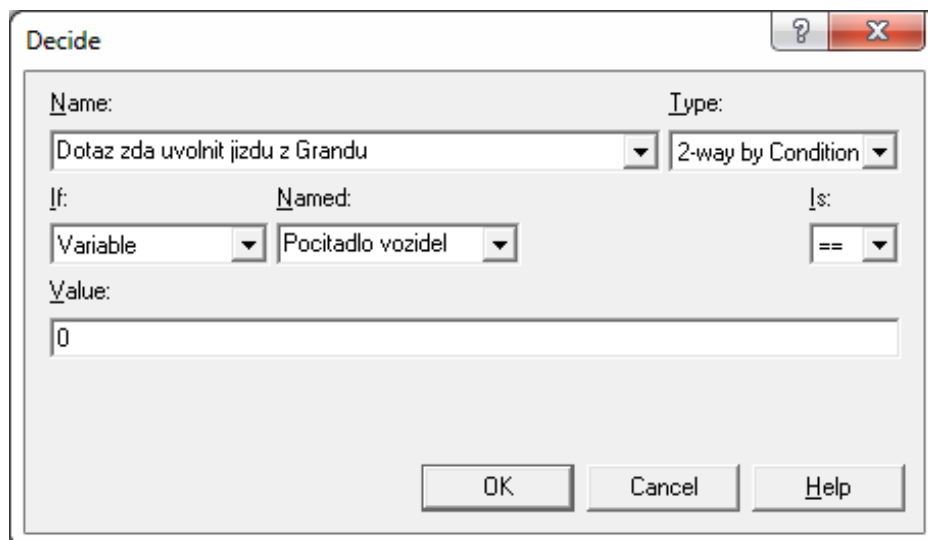 Decide
Name: Type:
Dotaz zda uvolnit jizdu z Grandu 2-way by Condition
If: Named: Is:
Variable Pocitadlo vozidel ==
Value:
0
OK Cancel Help